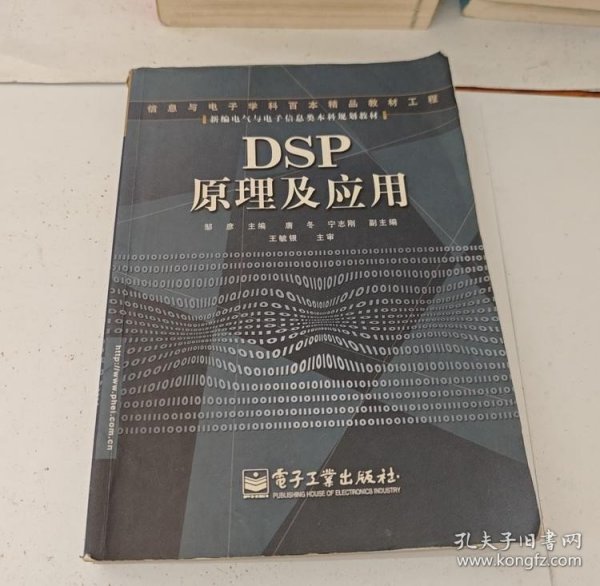 信息与电子学科百本精品教材工程
新编电气与电子信息类本科规划教材
DSP
原理及应用
邹 彦 主编 唐 冬 宁志刚 副主编
王毓银 主审
http://www.phei.com.cn
電子工業出版社
PUBLISHING HOUSE OF ELECTRONICS INDUSTRY
孔夫子旧书网
www.kongfz.com